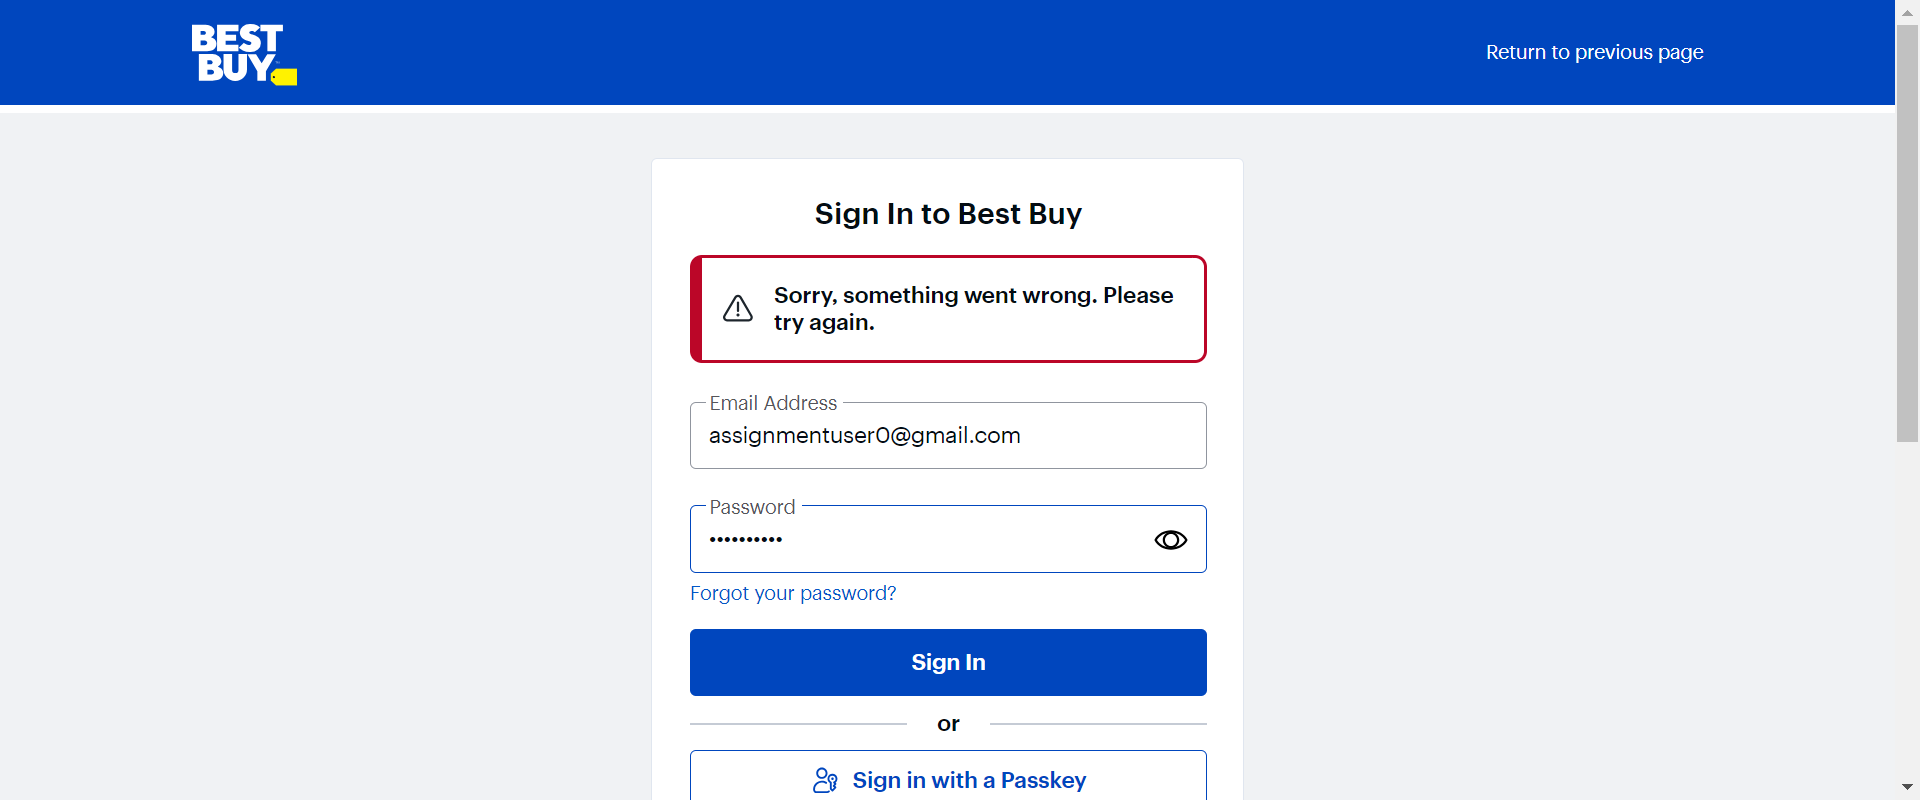 BEST
BUY
Return to previous page
Sign In to Best Buy
Sorry, something went wrong. Please
try again.
Email Address
assignmentuser0@gmail.com
Password
••••••••••
Forgot your password?
Sign In
or
Sign in with a Passkey